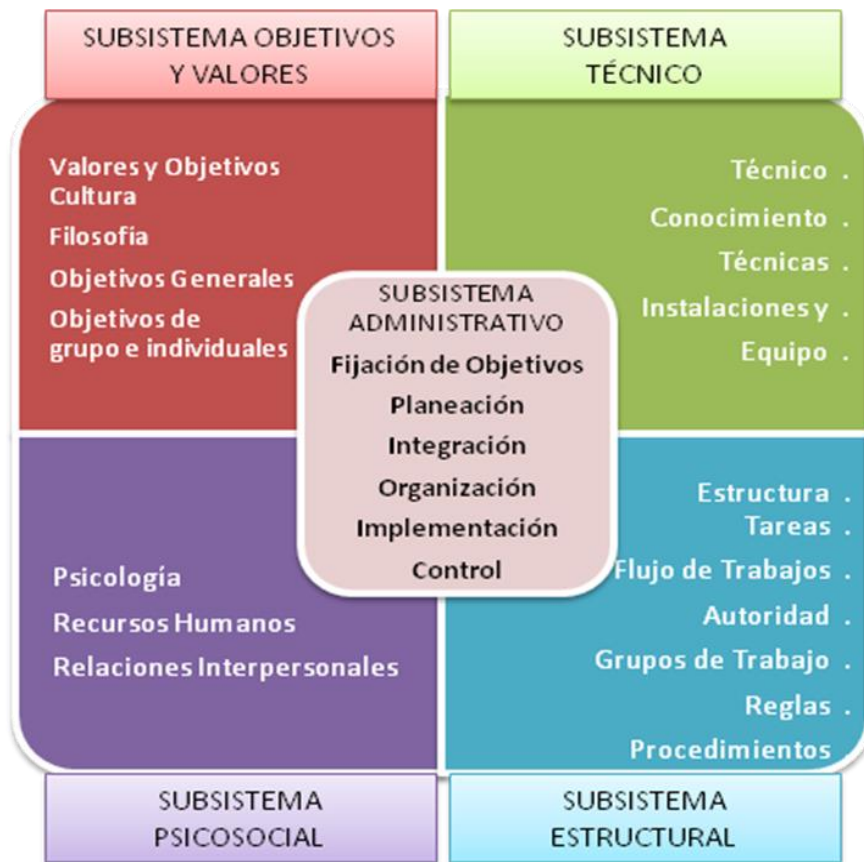 SUBSISTEMA OBJETIVOS
Y VALORES
SUBSISTEMA
TÉCNICO
Valores y Objetivos
Cultura
Filosofía
Objetivos Generales
Objetivos de
grupo e individuales
Técnico .
Conocimiento .
Técnicas .
Instalaciones y .
Equipo .
SUBSISTEMA
ADMINISTRATIVO
Fijación de Objetivos
Planeación
Integración
Organización
Implementación
Control
Psicología
Recursos Humanos
Relaciones Interpersonales
Estructura .
Tareas .
Flujo de Trabajos .
Autoridad .
Grupos de Trabajo .
Reglas .
Procedimientos .
SUBSISTEMA
PSICOSOCIAL
SUBSISTEMA
ESTRUCTURAL